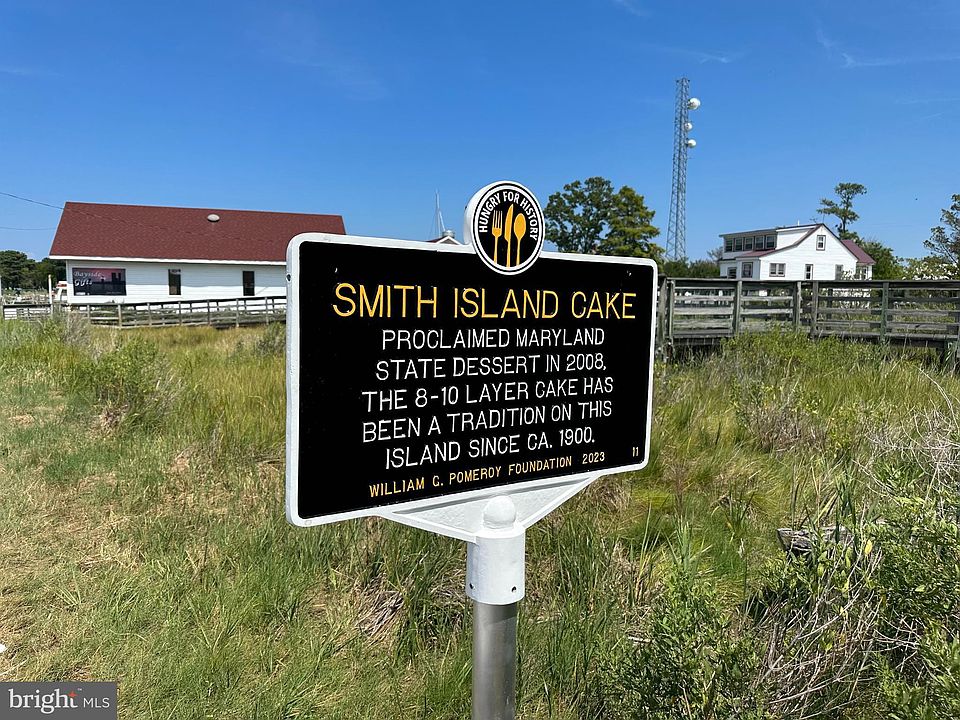 HUNGRY FOR HISTORY
SMITH ISLAND CAKE
PROCLAIMED MARYLAND
STATE DESSERT IN 2008.
THE 8-10 LAYER CAKE HAS
BEEN A TRADITION ON THIS
ISLAND SINCE CA. 1900.
WILLIAM G. POMEROY FOUNDATION 2023 11
Bayside
Gifts
bright MLS